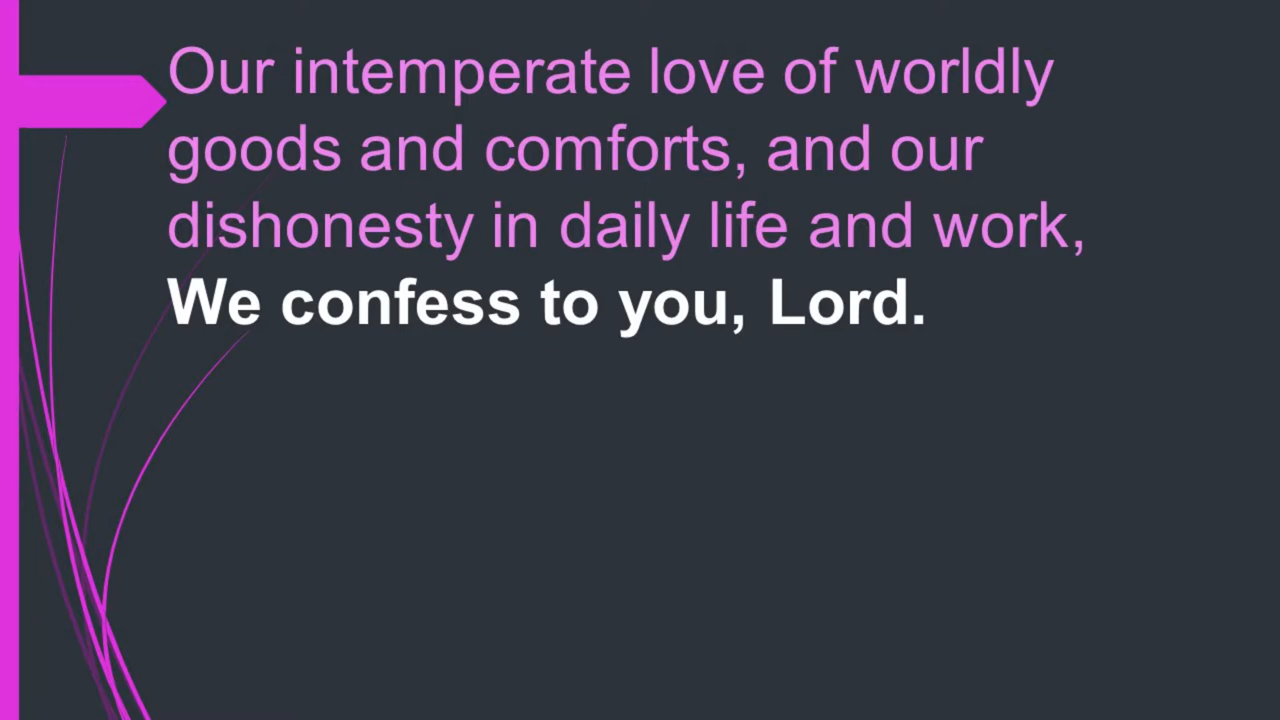 Our intemperate love of worldly
goods and comforts, and our
dishonesty in daily life and work,
We confess to you, Lord.